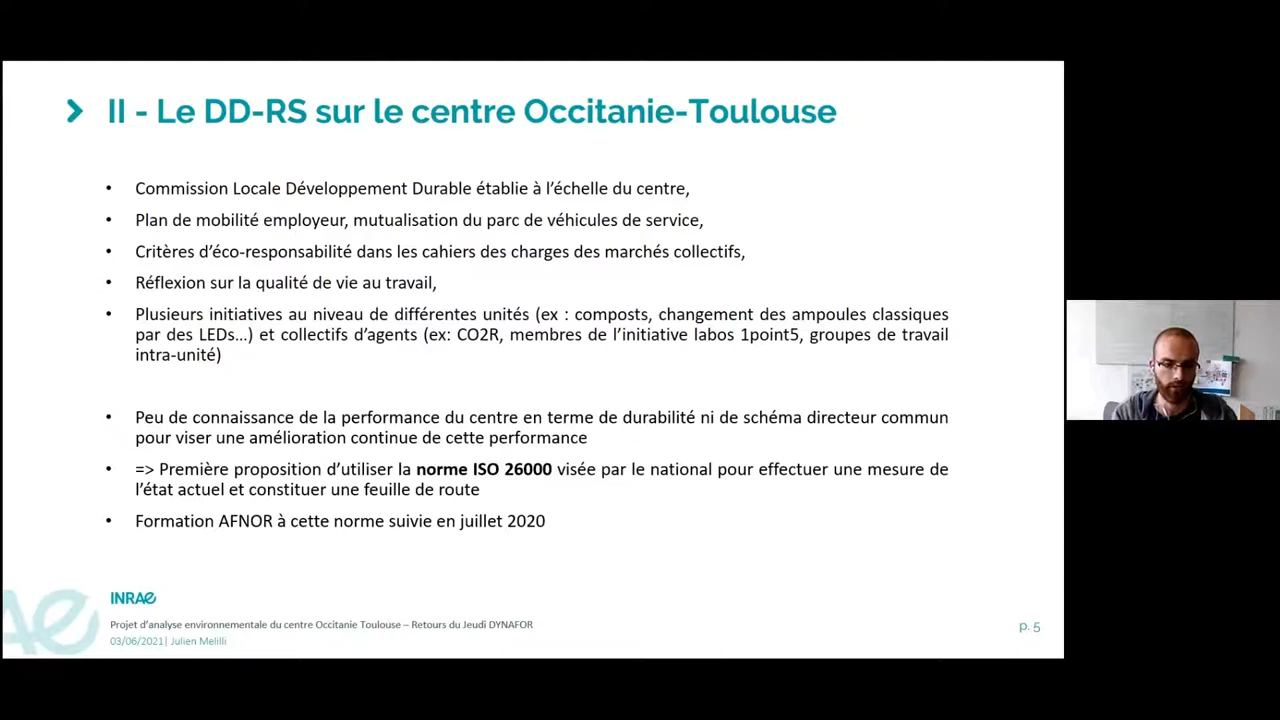 II - Le DD-RS sur le centre Occitanie-Toulouse
• Commission Locale Développement Durable établie à l’échelle du centre,
• Plan de mobilité employeur, mutualisation du parc de véhicules de service,
• Critères d’éco-responsabilité dans les cahiers des charges des marchés collectifs,
• Réflexion sur la qualité de vie au travail,
• Plusieurs initiatives au niveau de différentes unités (ex : composts, changement des ampoules classiques
par des LEDs…) et collectifs d’agents (ex: CO2R, membres de l’initiative labos 1point5, groupes de travail
intra-unité)
• Peu de connaissance de la performance du centre en terme de durabilité ni de schéma directeur commun
pour viser une amélioration continue de cette performance
• => Première proposition d’utiliser la norme ISO 26000 visée par le national pour effectuer une mesure de
l’état actuel et constituer une feuille de route
• Formation AFNOR à cette norme suivie en juillet 2020
INRAE
Projet d’analyse environnementale du centre Occitanie Toulouse – Retours du Jeudi DYNAFOR
03/06/2021| Julien Melilli
p. 5